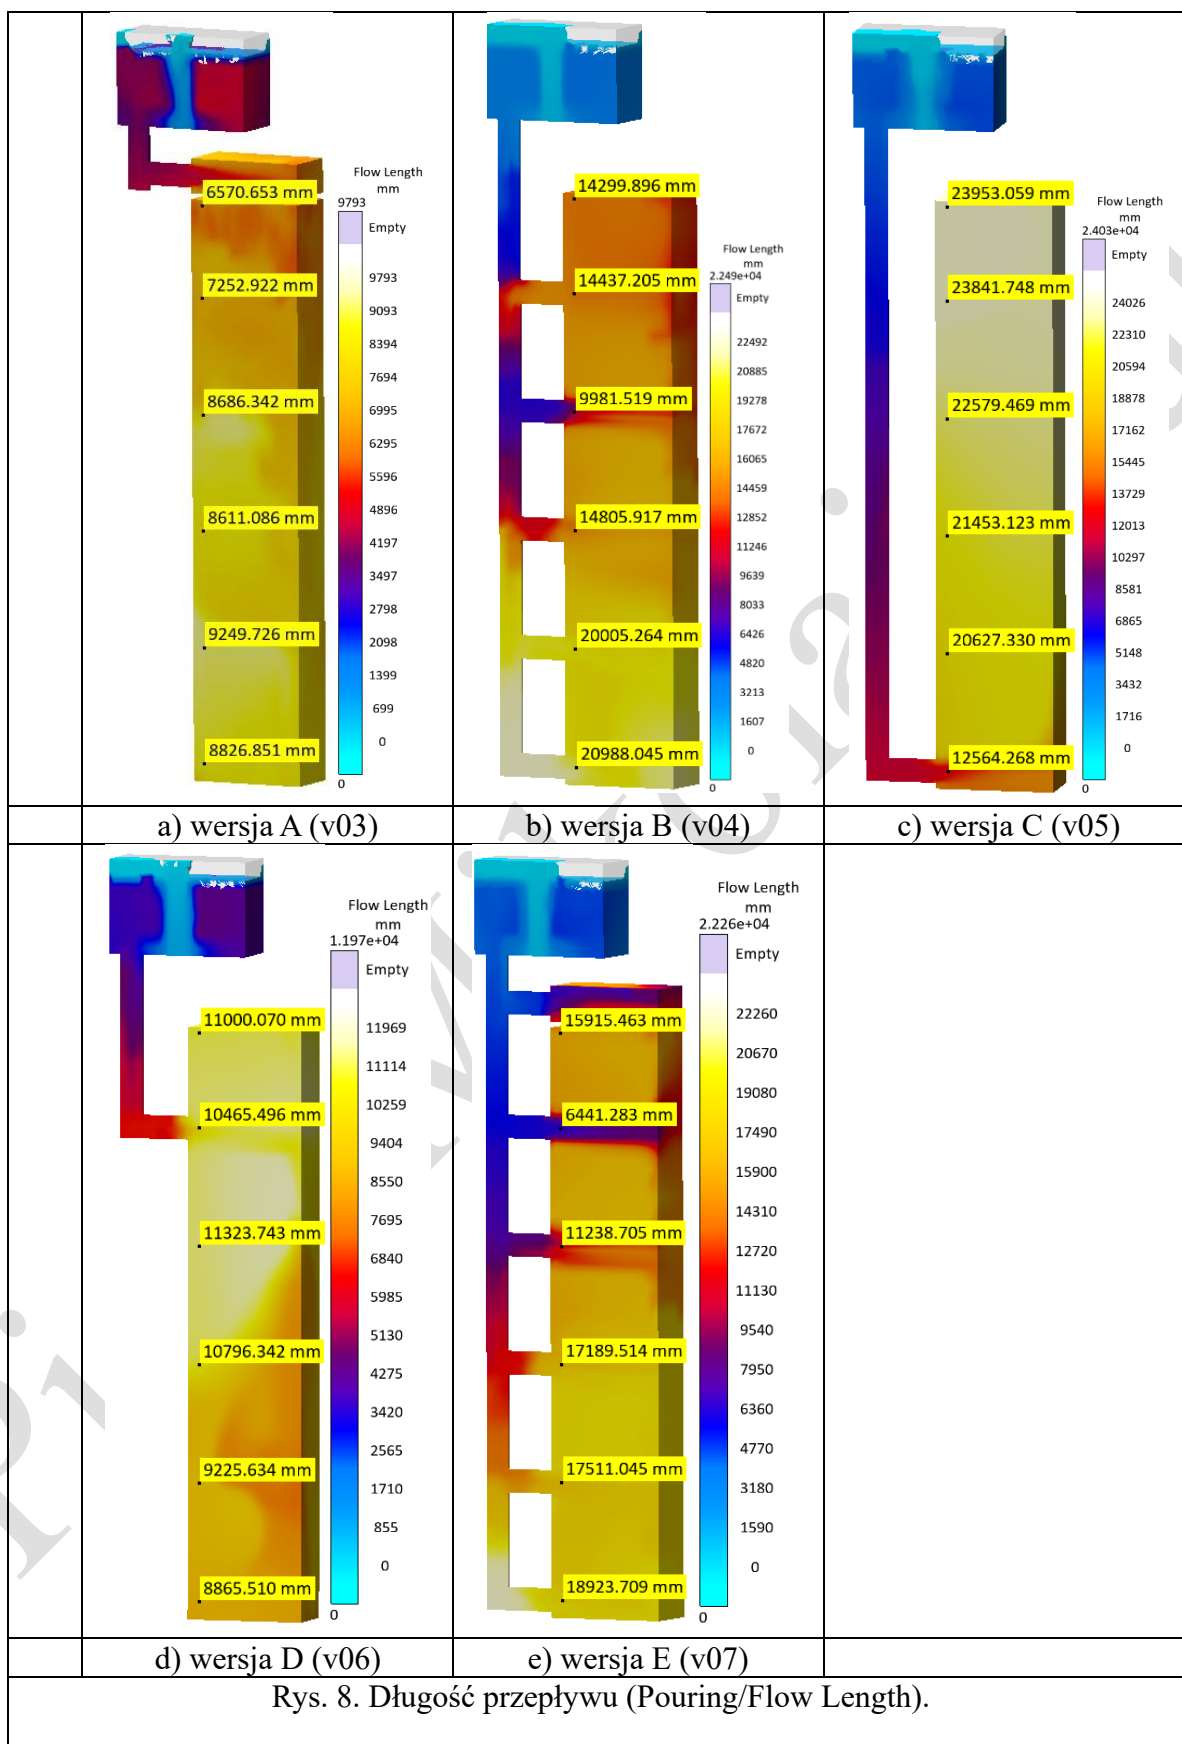 Flow Length
mm
9793
Empty
9793
9093
8394
7694
6995
6295
5596
4896
4197
3497
2798
2098
1399
699
0
0
6570.653 mm
7252.922 mm
8686.342 mm
8611.086 mm
9249.726 mm
8826.851 mm
Flow Length
mm
2.249e+04
Empty
22492
20885
19278
17672
16065
14459
12852
11246
9639
8033
6426
4820
3213
1607
0
0
14299.896 mm
14437.205 mm
9981.519 mm
14805.917 mm
20005.264 mm
20988.045 mm
Flow Length
mm
2.403e+04
Empty
24026
22310
20594
18878
17162
15445
13729
12013
10297
8581
6865
5148
3432
1716
0
0
23953.059 mm
23841.748 mm
22579.469 mm
21453.123 mm
20627.330 mm
12564.268 mm
a) wersja A (v03)
b) wersja B (v04)
c) wersja C (v05)
Flow Length
mm
1.197e+04
Empty
11969
11114
10259
9404
8550
7695
6840
5985
5130
4275
3420
2565
1710
855
0
0
11000.070 mm
10465.496 mm
11323.743 mm
10796.342 mm
9225.634 mm
8865.510 mm
Flow Length
mm
2.226e+04
Empty
22260
20670
19080
17490
15900
14310
12720
11130
9540
7950
6360
4770
3180
1590
0
0
15915.463 mm
6441.283 mm
11238.705 mm
17189.514 mm
17511.045 mm
18923.709 mm
d) wersja D (v06)
e) wersja E (v07)
Rys. 8. Długość przepływu (Pouring/Flow Length).